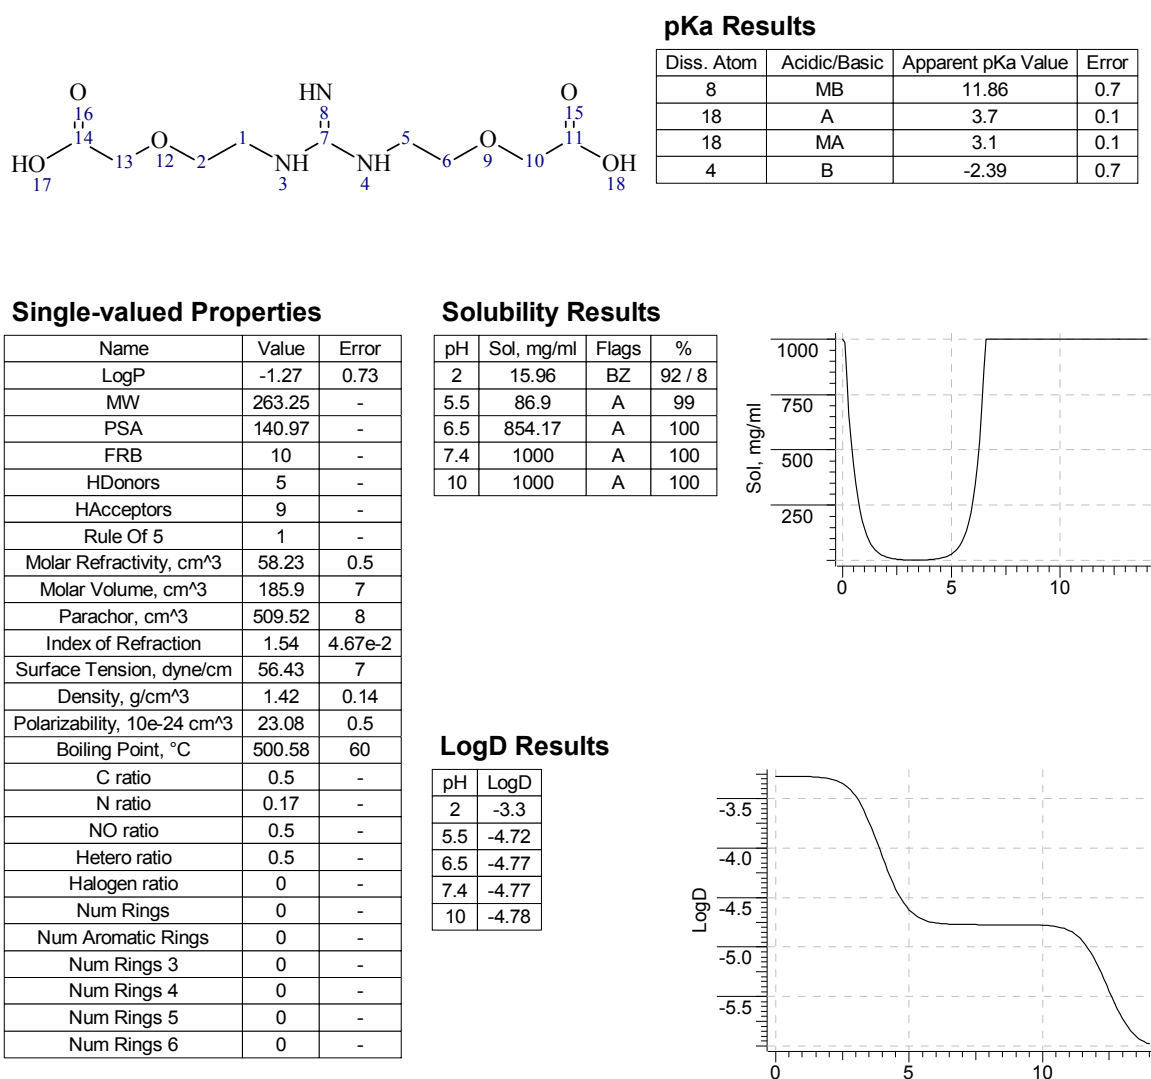 pKa Results
Diss. Atom Acidic/Basic Apparent pKa Value Error
8 MB 11.86 0.7
18 A 3.7 0.1
18 MA 3.1 0.1
4 B -2.39 0.7
O HN O
16 8 15
14 O 1 7 5 O 11
HO 13 12 2 NH NH 6 9 10 OH
17 3 4 18
Single-valued Properties
Name Value Error
LogP -1.27 0.73
MW 263.25 -
PSA 140.97 -
FRB 10 -
HDonors 5 -
HAcceptors 9 -
Rule Of 5 1 -
Molar Refractivity, cm^3 58.23 0.5
Molar Volume, cm^3 185.9 7
Parachor, cm^3 509.52 8
Index of Refraction 1.54 4.67e-2
Surface Tension, dyne/cm 56.43 7
Density, g/cm^3 1.42 0.14
Polarizability, 10e-24 cm^3 23.08 0.5
Boiling Point, °C 500.58 60
C ratio 0.5 -
N ratio 0.17 -
NO ratio 0.5 -
Hetero ratio 0.5 -
Halogen ratio 0 -
Num Rings 0 -
Num Aromatic Rings 0 -
Num Rings 3 0 -
Num Rings 4 0 -
Num Rings 5 0 -
Num Rings 6 0 -
Solubility Results
pH Sol, mg/ml Flags %
2 15.96 BZ 92 / 8
5.5 86.9 A 99
6.5 854.17 A 100
7.4 1000 A 100
10 1000 A 100
Sol, mg/ml
1000
750
500
250
0 5 10
LogD Results
pH LogD
2 -3.3
5.5 -4.72
6.5 -4.77
7.4 -4.77
10 -4.78
LogD
-3.5
-4.0
-4.5
-5.0
-5.5
0 5 10